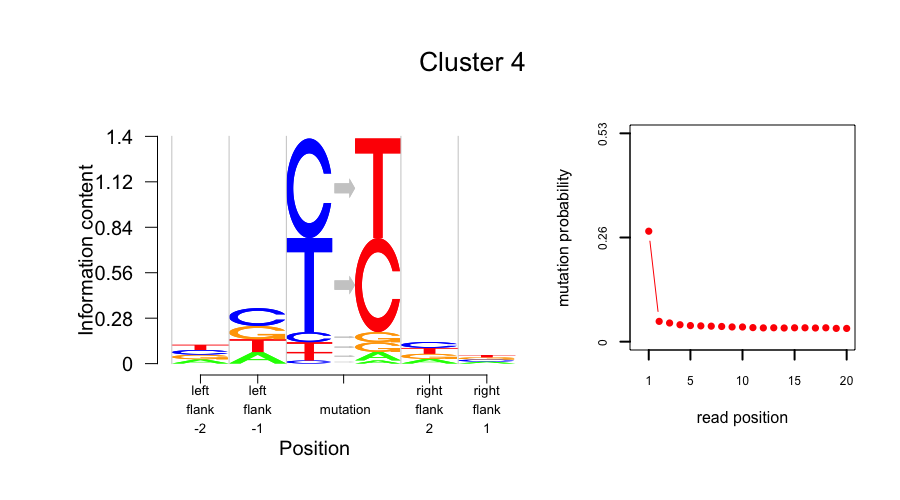 Cluster 4
Information content
1.4
1.12
0.84
0.56
0.28
0
C T
T C
left flank -2
left flank -1
mutation
right flank 2
right flank 1
Position
mutation probability
0.53
0.26
0
1 5 10 15 20
read position